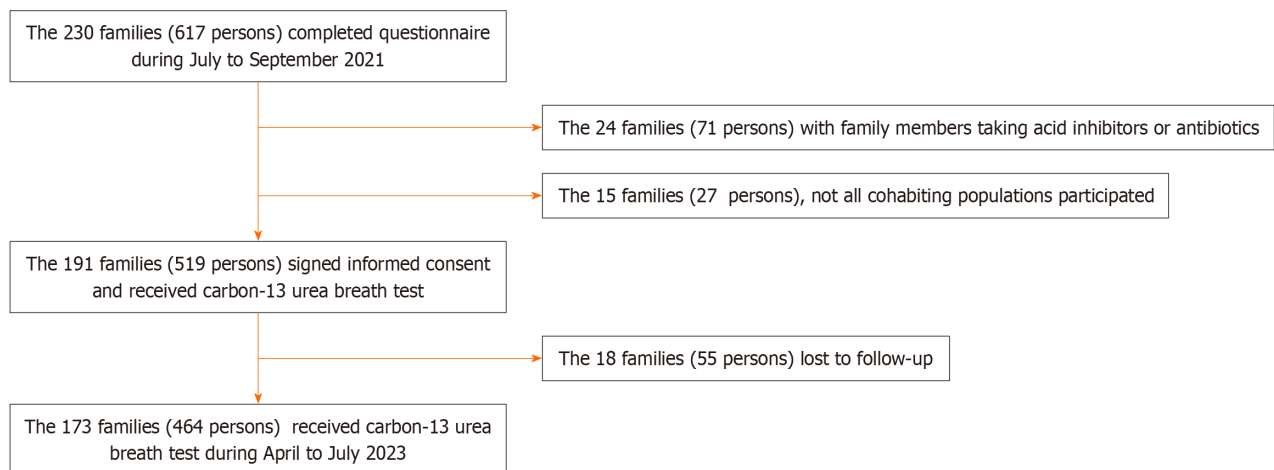 The 230 families (617 persons) completed questionnaire
during July to September 2021
The 24 families (71 persons) with family members taking acid inhibitors or antibiotics
The 15 families (27  persons), not all cohabiting populations participated
The 191 families (519 persons) signed informed consent
and received carbon-13 urea breath test
The 18 families (55 persons) lost to follow-up
The 173 families (464 persons)  received carbon-13 urea
breath test during April to July 2023